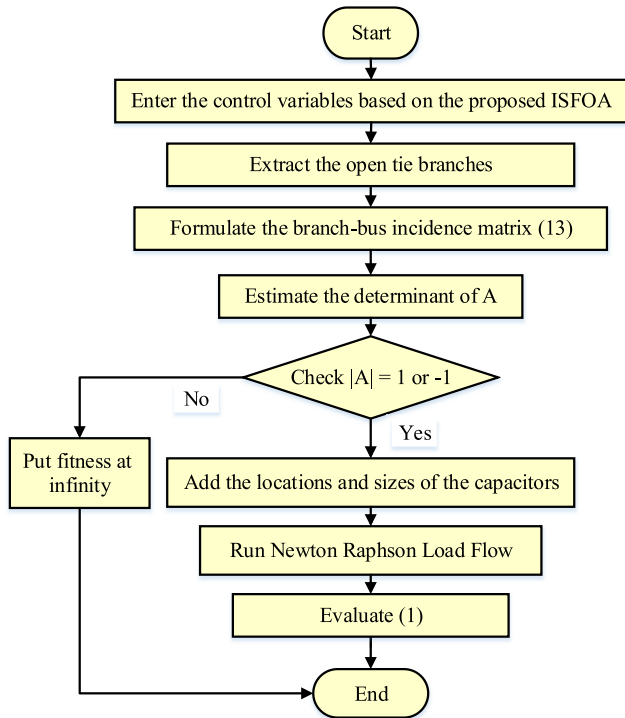 Start
Enter the control variables based on the proposed ISFOA
Extract the open tie branches
Formulate the branch-bus incidence matrix (13)
Estimate the determinant of A
Check |A| = 1 or -1
No
Yes
Put fitness at
infinity
Add the locations and sizes of the capacitors
Run Newton Raphson Load Flow
Evaluate (1)
End